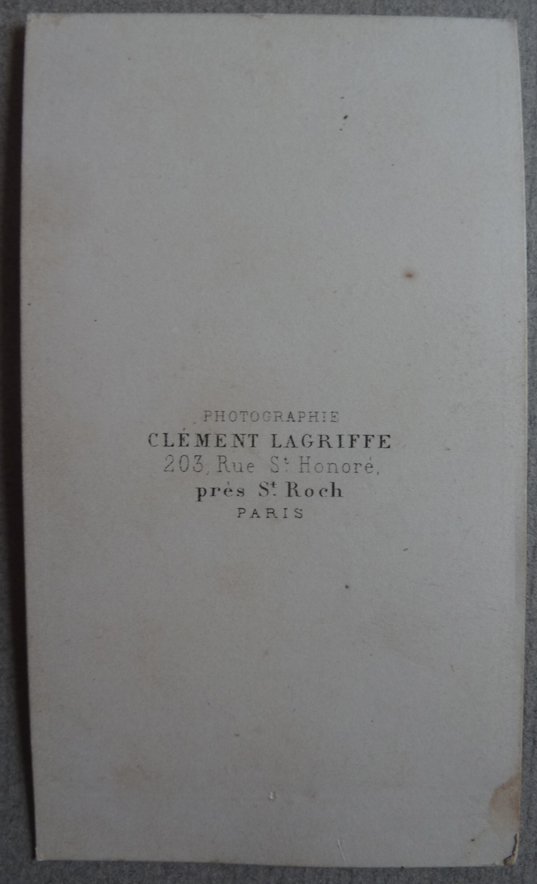 PHOTOGRAPHIE
CLÉMENT LAGRIFFE
203, Rue St. Honoré,
près St. Roch
PARIS